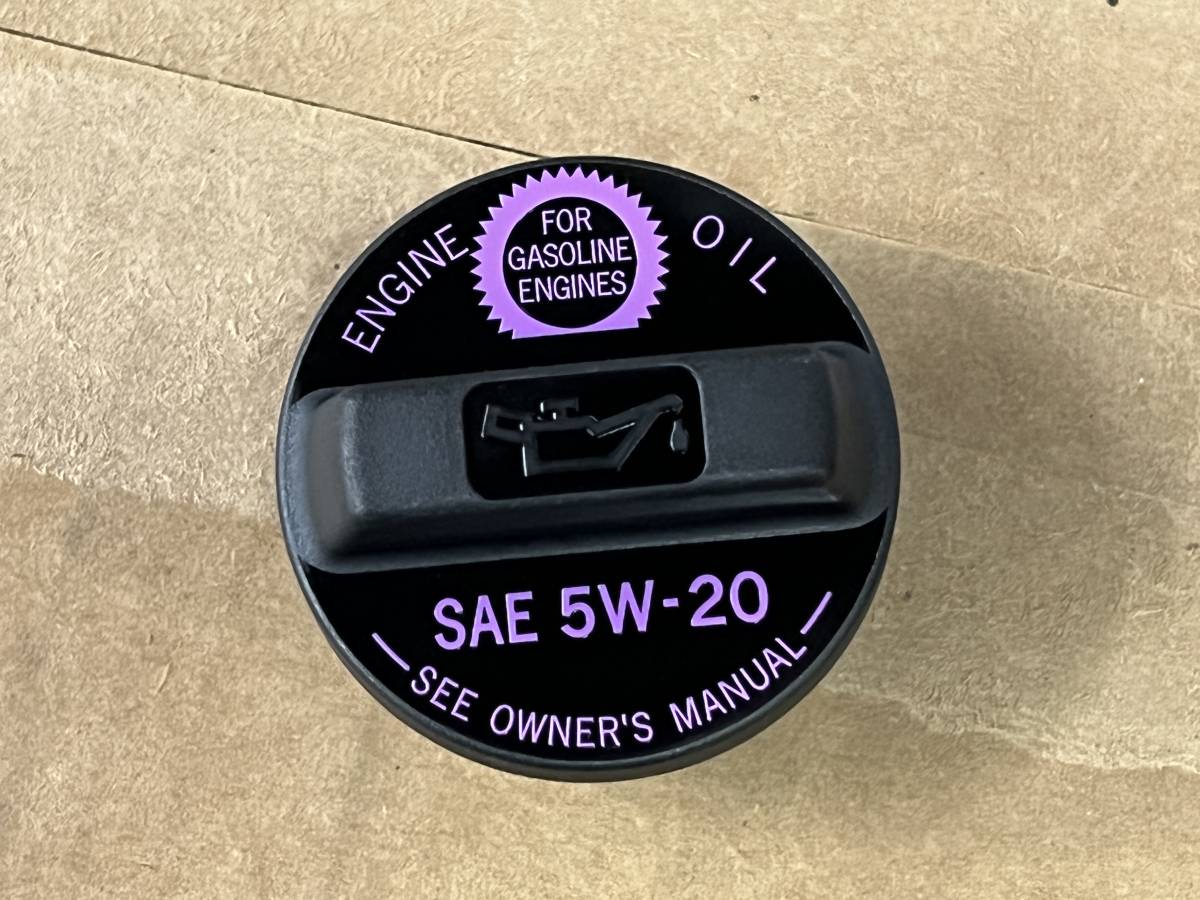 ENGINE OIL
FOR
GASOLINE
ENGINES
SAE 5W-20
SEE OWNER'S MANUAL